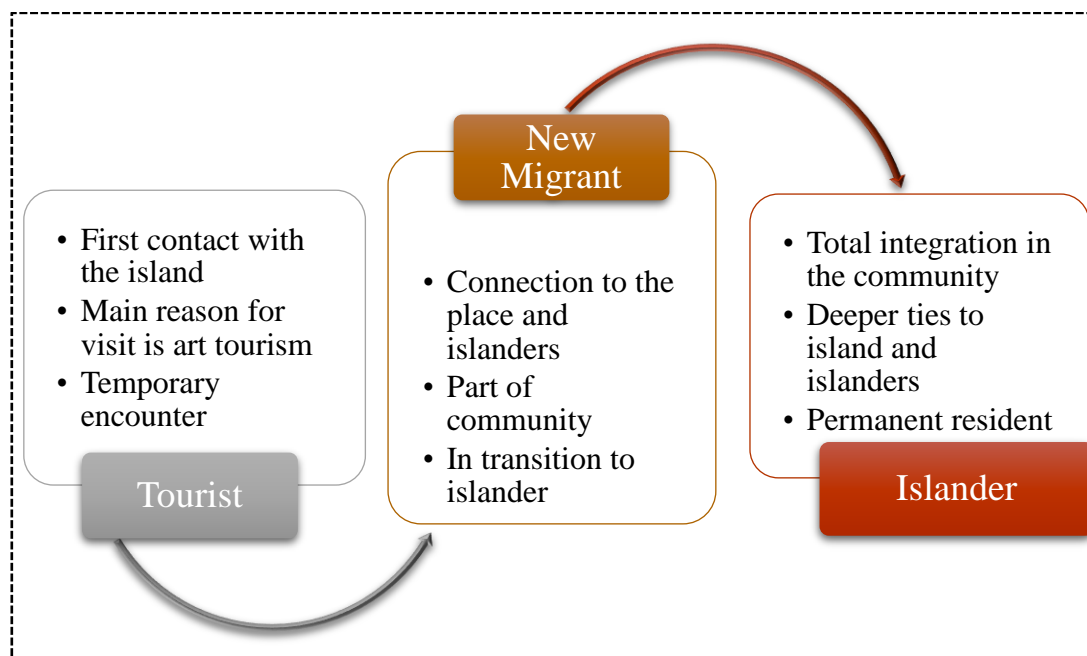 • First contact with
the island
• Main reason for
visit is art tourism
• Temporary
encounter
Tourist
New
Migrant
• Connection to the
place and
islanders
• Part of
community
• In transition to
islander
• Total integration in
the community
• Deeper ties to
island and
islanders
• Permanent resident
Islander